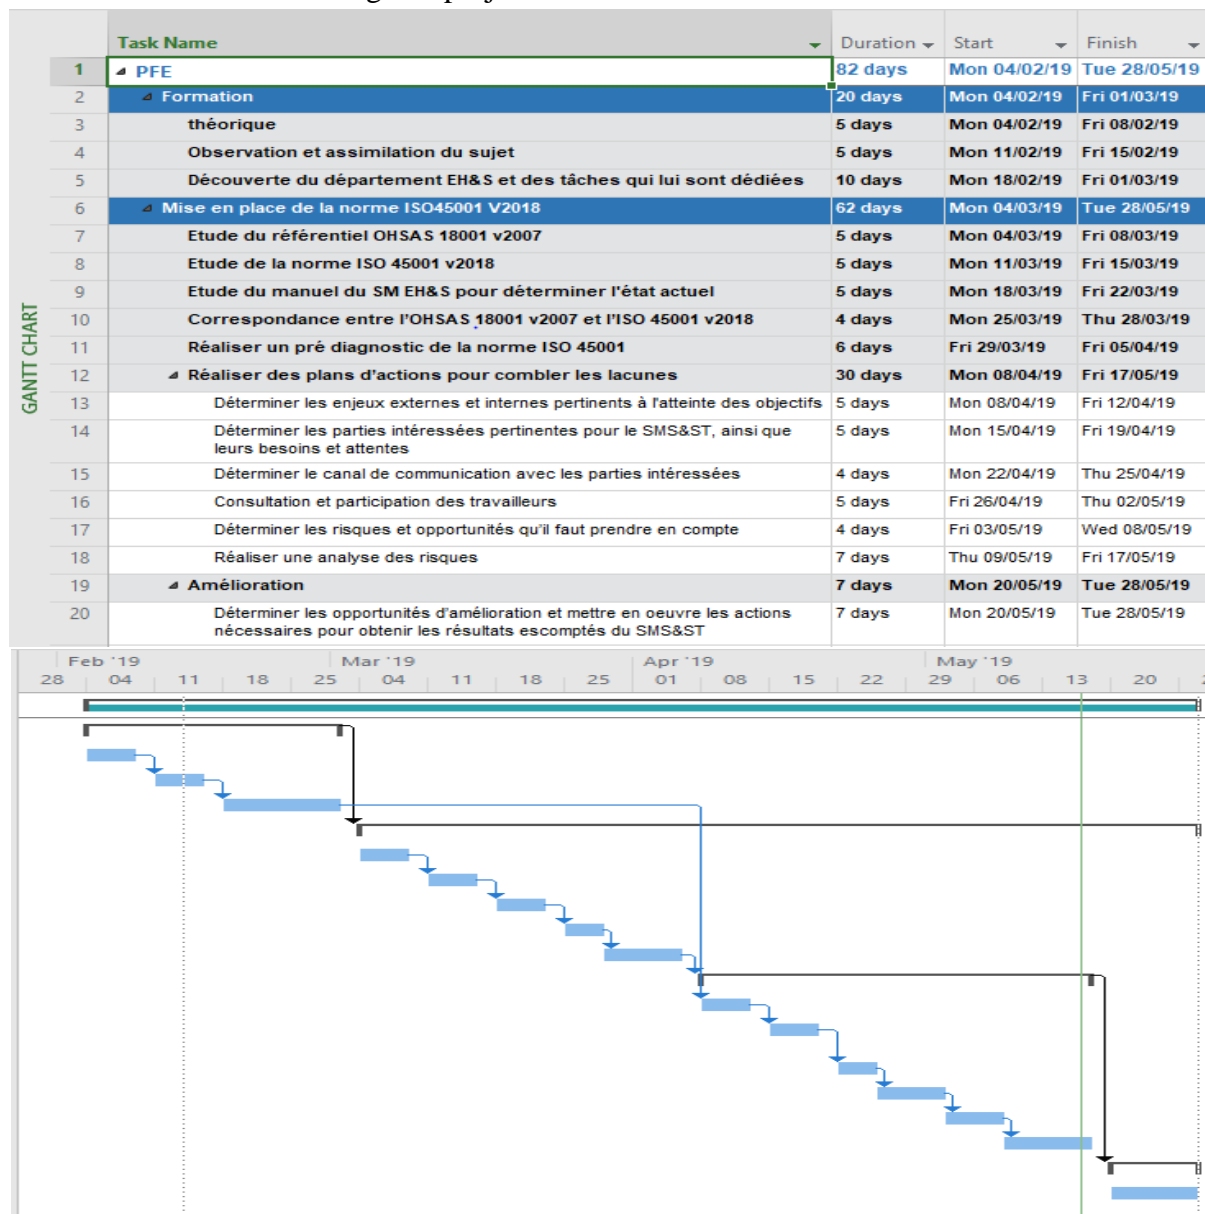 Task Name Duration Start Finish
1 PFE 82 days Mon 04/02/19 Tue 28/05/19
2 Formation 20 days Mon 04/02/19 Fri 01/03/19
3 théorique 5 days Mon 04/02/19 Fri 08/02/19
4 Observation et assimilation du sujet 5 days Mon 11/02/19 Fri 15/02/19
5 Découverte du département EH&S et des tâches qui lui sont dédiées 10 days Mon 18/02/19 Fri 01/03/19
6 Mise en place de la norme ISO45001 V2018 62 days Mon 04/03/19 Tue 28/05/19
7 Etude du référentiel OHSAS 18001 v2007 5 days Mon 04/03/19 Fri 08/03/19
8 Etude de la norme ISO 45001 v2018 5 days Mon 11/03/19 Fri 15/03/19
9 Etude du manuel du SM EH&S pour déterminer l'état actuel 5 days Mon 18/03/19 Fri 22/03/19
10 Correspondance entre l'OHSAS 18001 v2007 et l'ISO 45001 v2018 4 days Mon 25/03/19 Thu 28/03/19
11 Réaliser un pré diagnostic de la norme ISO 45001 6 days Fri 29/03/19 Fri 05/04/19
12 Réaliser des plans d'actions pour combler les lacunes 30 days Mon 08/04/19 Fri 17/05/19
13 Déterminer les enjeux externes et internes pertinents à l'atteinte des objectifs 5 days Mon 08/04/19 Fri 12/04/19
14 Déterminer les parties intéressées pertinentes pour le SMS&ST, ainsi que 5 days Mon 15/04/19 Fri 19/04/19
leurs besoins et attentes
15 Déterminer le canal de communication avec les parties intéressées 4 days Mon 22/04/19 Thu 25/04/19
16 Consultation et participation des travailleurs 5 days Fri 26/04/19 Thu 02/05/19
17 Déterminer les risques et opportunités qu'il faut prendre en compte 4 days Fri 03/05/19 Wed 08/05/19
18 Réaliser une analyse des risques 7 days Thu 09/05/19 Fri 17/05/19
19 Amélioration 7 days Mon 20/05/19 Tue 28/05/19
20 Déterminer les opportunités d'amélioration et mettre en oeuvre les actions 7 days Mon 20/05/19 Tue 28/05/19
nécessaires pour obtenir les résultats escomptés du SMS&ST
GANTT CHART
Feb '19 Mar '19 Apr '19 May '19
28 04 11 18 25 04 11 18 25 01 08 15 22 29 06 13 20